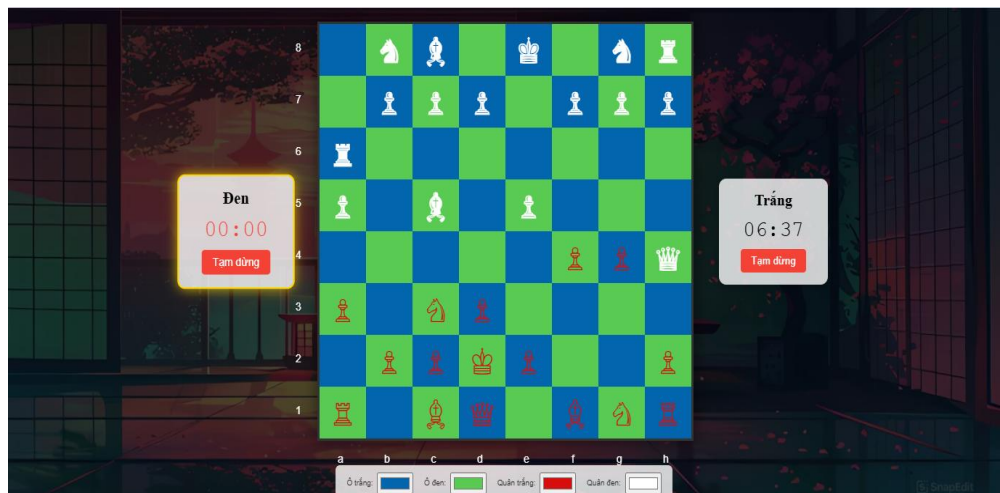 8
7
6
5
4
3
2
1
a b c d e f g h
Đen
00:00
Tạm dừng
Trắng
06:37
Tạm dừng
Ô trắng: Ô đen: Quân trắng: Quân đen:
SnapEdit